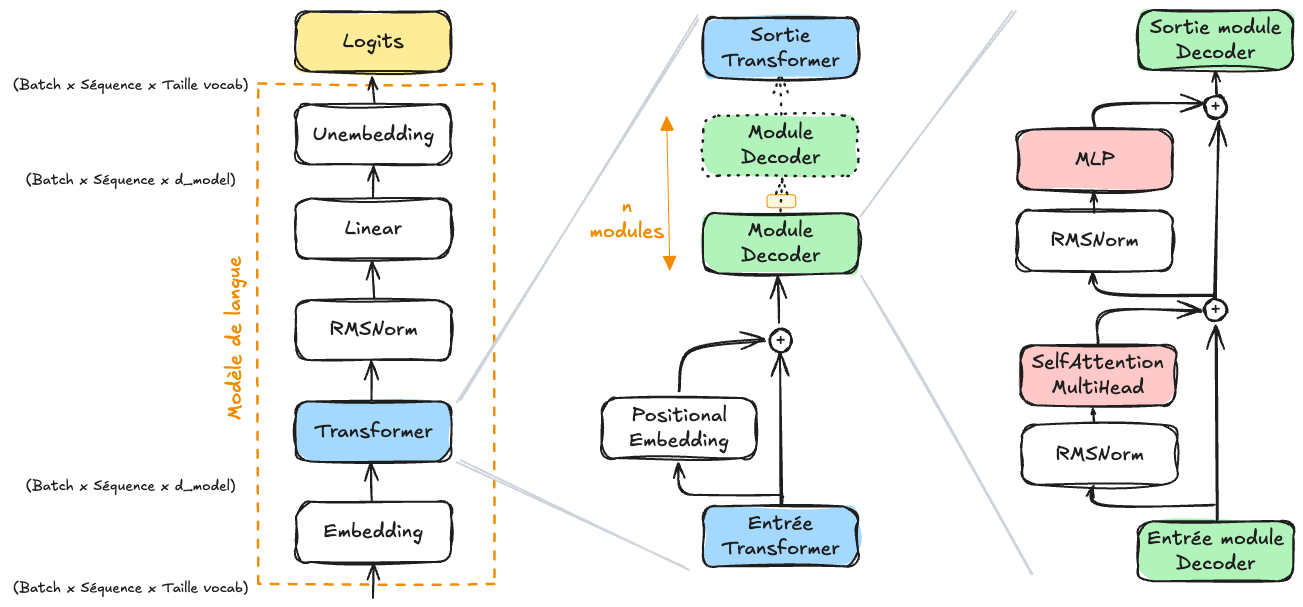 Logits
(Batch x Séquence x Taille vocab)
Unembedding
(Batch x Séquence x d_model)
Linear
RMSNorm
Modèle de langue
Transformer
(Batch x Séquence x d_model)
Embedding
(Batch x Séquence x Taille vocab)
Sortie
Transformer
Module
Decoder
n
modules
Module
Decoder
+
Positional
Embedding
Entrée
Transformer
Sortie module
Decoder
+
MLP
RMSNorm
+
SelfAttention
MultiHead
RMSNorm
Entrée module
Decoder